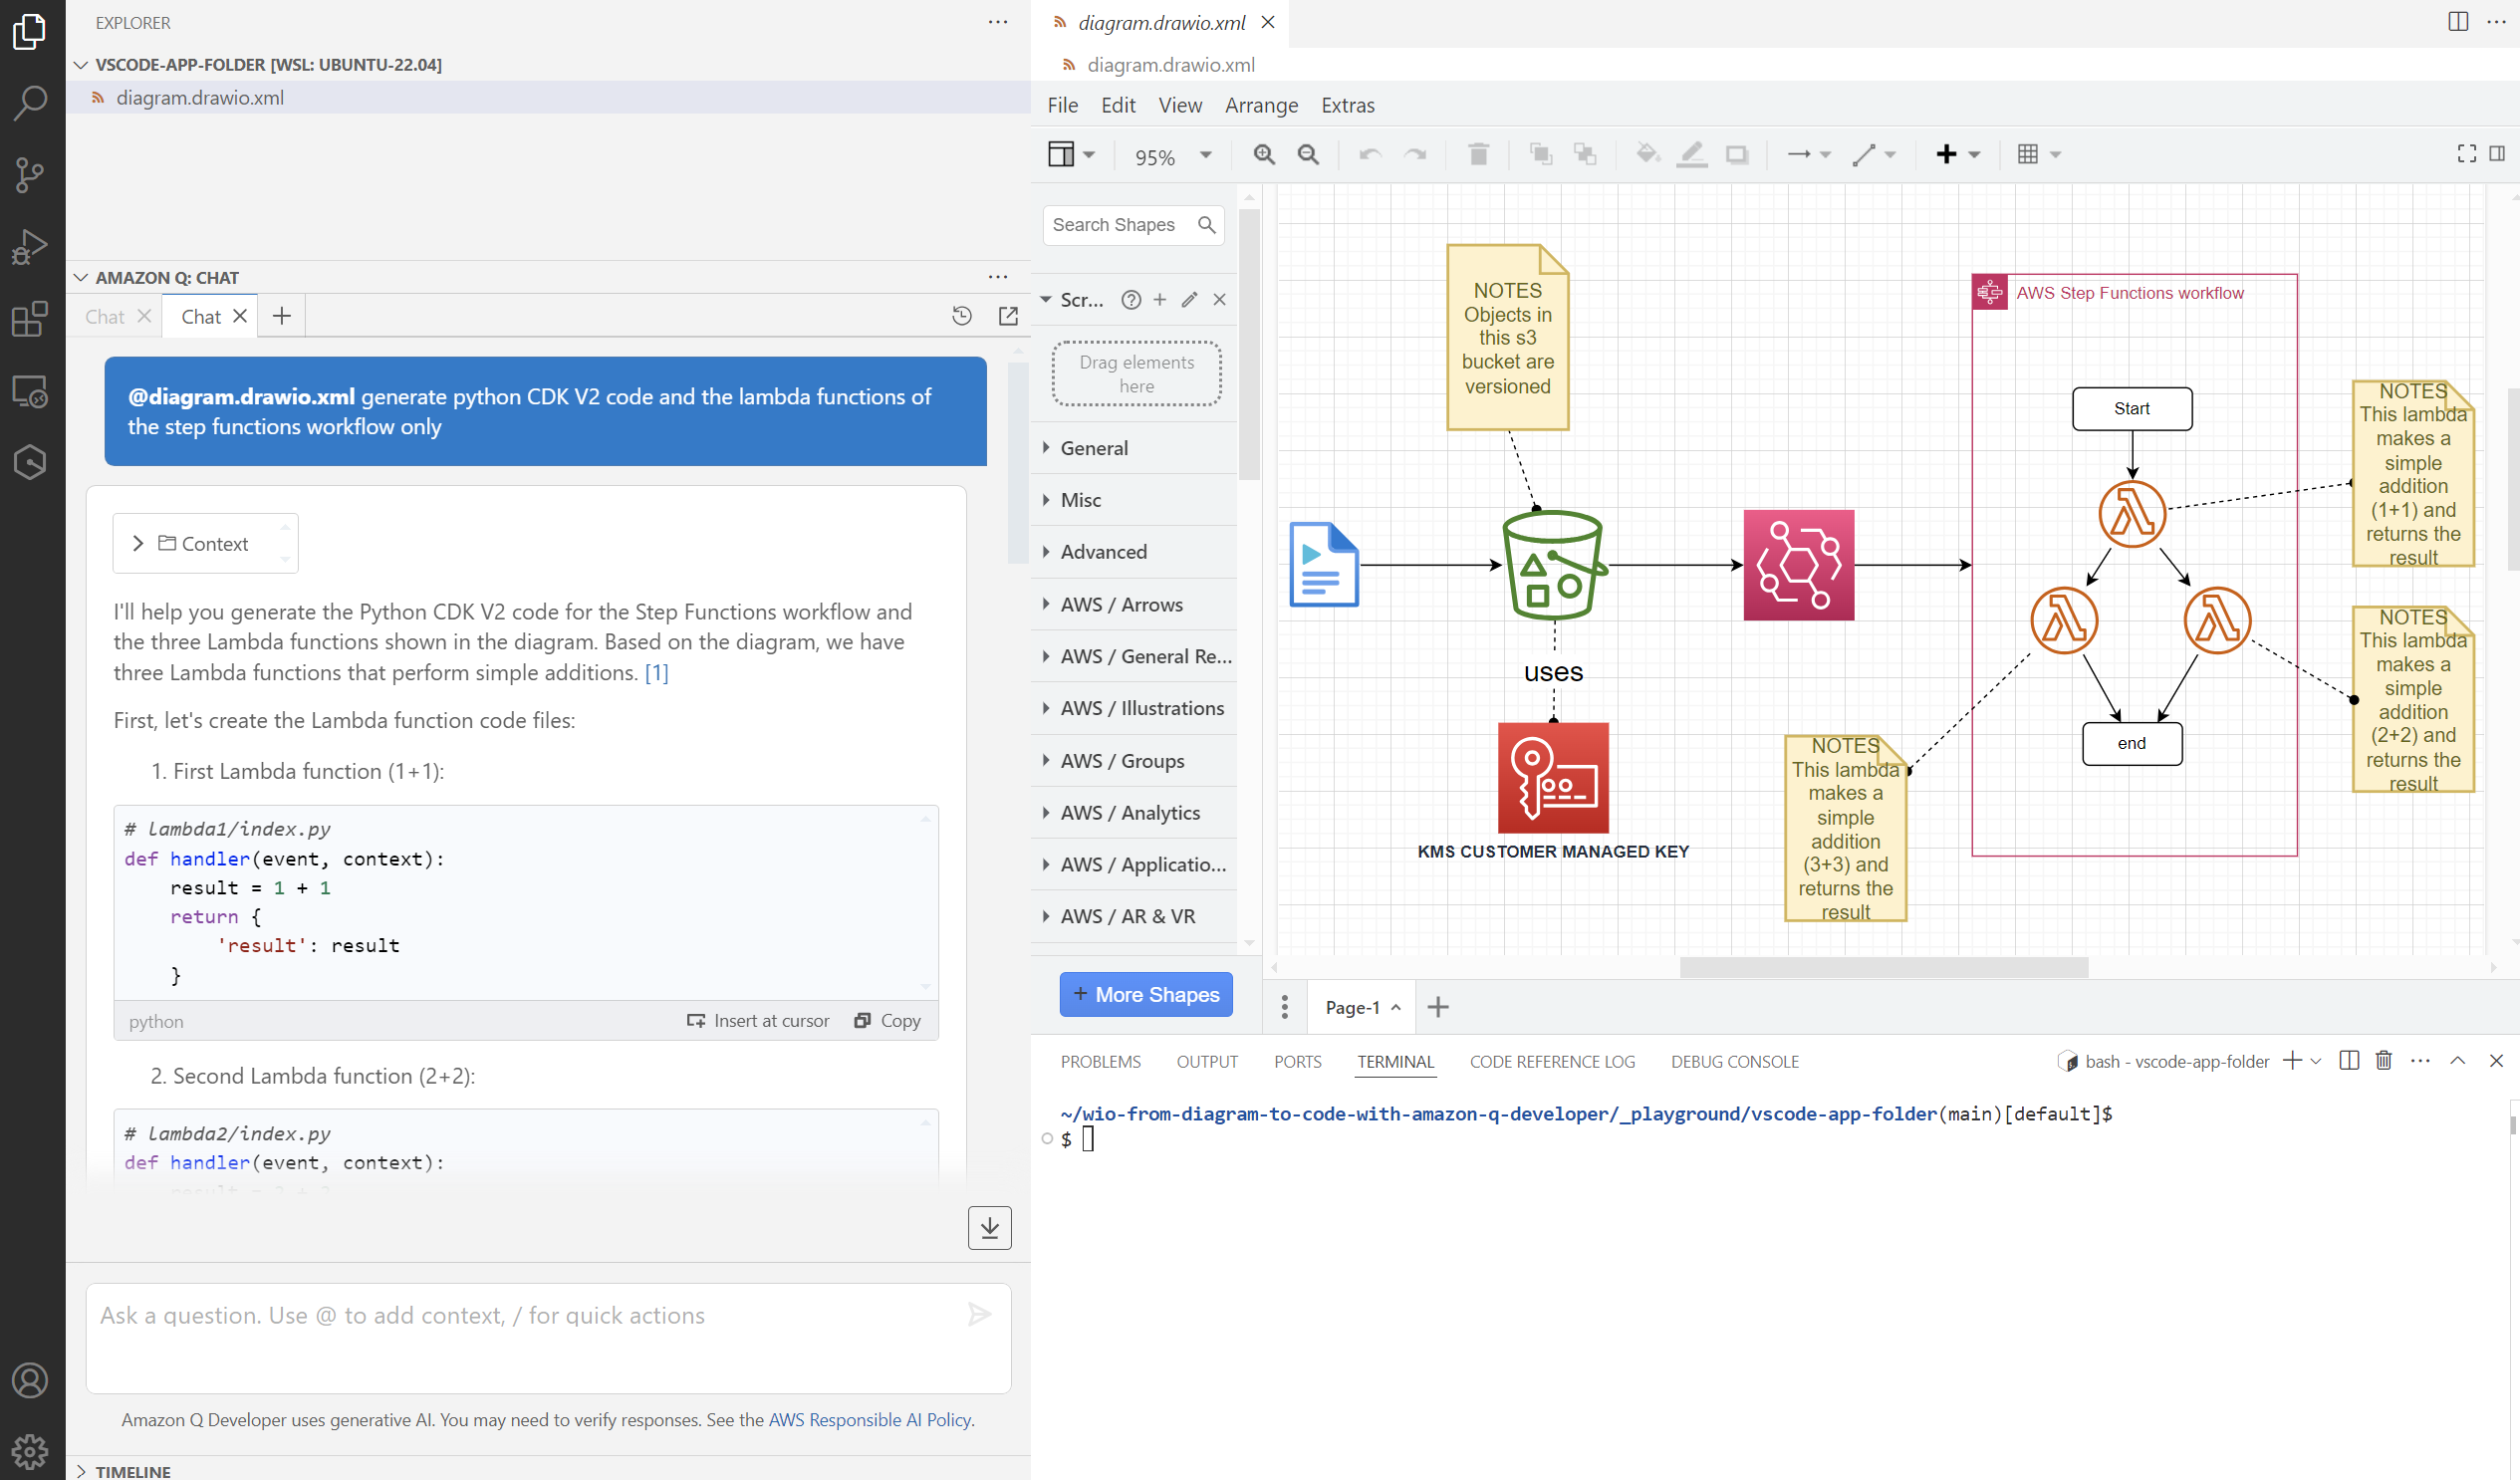 EXPLORER
VSCODE-APP-FOLDER [WSL: UBUNTU-22.04]
diagram.drawio.xml
AMAZON Q: CHAT
Chat
Chat
@diagram.drawio.xml generate python CDK V2 code and the lambda functions of
the step functions workflow only
Context
I'll help you generate the Python CDK V2 code for the Step Functions workflow and
the three Lambda functions shown in the diagram. Based on the diagram, we have
three Lambda functions that perform simple additions. [1]
First, let's create the Lambda function code files:
1. First Lambda function (1+1):
# lambda1/index.py
def handler(event, context):
    result = 1 + 1
    return {
        'result': result
    }
python
Insert at cursor
Copy
2. Second Lambda function (2+2):
# lambda2/index.py
def handler(event, context):
Ask a question. Use @ to add context, / for quick actions
Amazon Q Developer uses generative AI. You may need to verify responses. See the AWS Responsible AI Policy.
TIMELINE
diagram.drawio.xml
diagram.drawio.xml
File Edit View Arrange Extras
95%
Search Shapes
Scr...
Drag elements
here
General
Misc
Advanced
AWS / Arrows
AWS / General Re...
AWS / Illustrations
AWS / Groups
AWS / Analytics
AWS / Applicatio...
AWS / AR & VR
+ More Shapes
NOTES
Objects in
this s3
bucket are
versioned
uses
KMS CUSTOMER MANAGED KEY
AWS Step Functions workflow
Start
end
NOTES
This lambda
makes a
simple
addition
(1+1) and
returns the
result
NOTES
This lambda
makes a
simple
addition
(2+2) and
returns the
result
NOTES
This lambda
makes a
simple
addition
(3+3) and
returns the
result
Page-1
PROBLEMS OUTPUT PORTS TERMINAL CODE REFERENCE LOG DEBUG CONSOLE
bash - vscode-app-folder
~/wio-from-diagram-to-code-with-amazon-q-developer/_playground/vscode-app-folder(main)[default]$
$